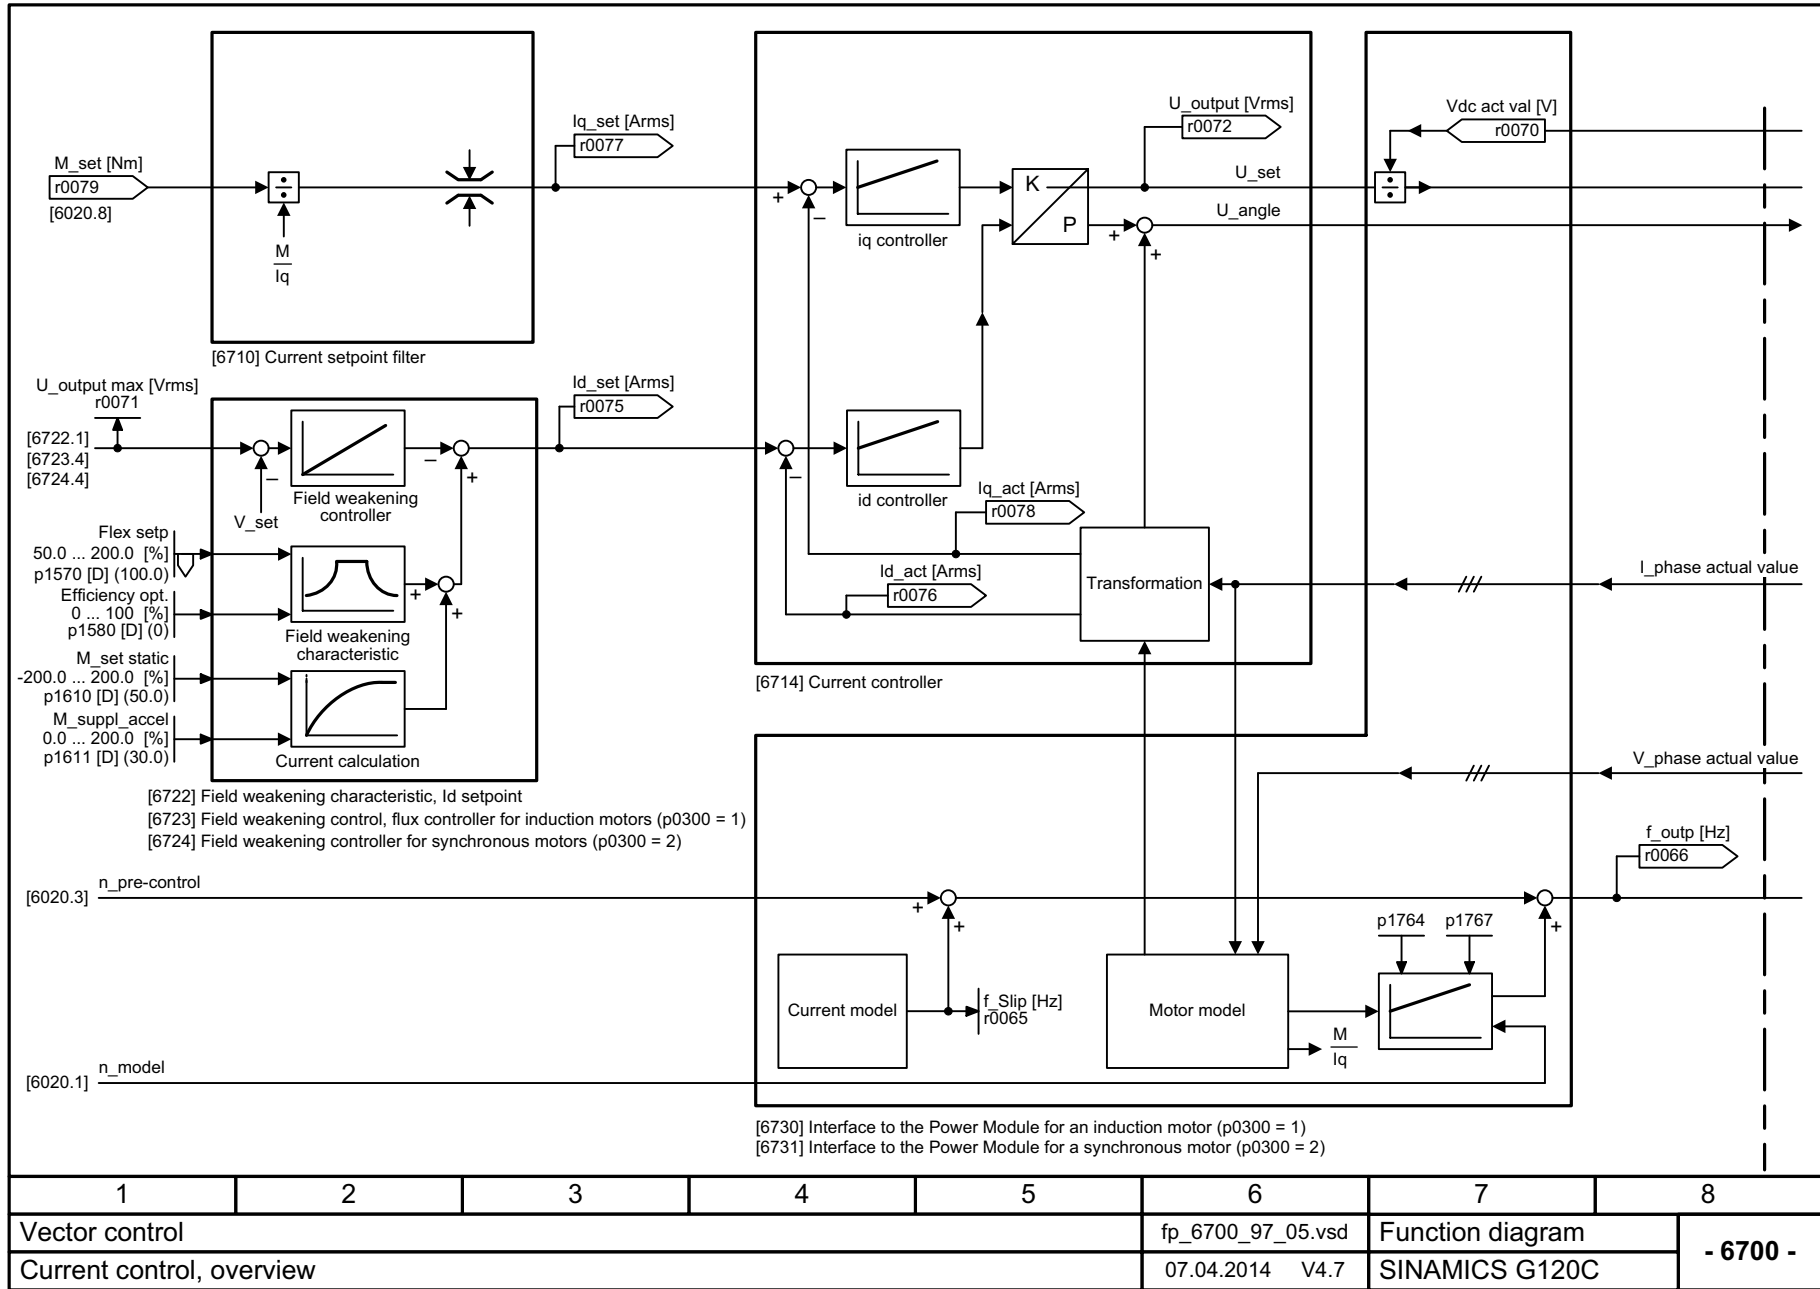 M_set [Nm]
r0079
[6020.8]
÷
M
Iq
[6710] Current setpoint filter
Iq_set [Arms]
r0077
+
–
iq controller
K
P
U_output [Vrms]
r0072
Vdc act val [V]
r0070
÷
U_set
U_angle
+
+
U_output max [Vrms]
r0071
[6722.1]
[6723.4]
[6724.4]
–
V_set
Field weakening
controller
–
+
Id_set [Arms]
r0075
–
id controller
Iq_act [Arms]
r0078
Id_act [Arms]
r0076
Transformation
I_phase actual value
Flex setp
50.0 ... 200.0 [%]
p1570 [D] (100.0)
Efficiency opt.
0 ... 100 [%]
p1580 [D] (0)
Field weakening
characteristic
+
+
M_set static
-200.0 ... 200.0 [%]
p1610 [D] (50.0)
M_suppl_accel
0.0 ... 200.0 [%]
p1611 [D] (30.0)
Current calculation
[6714] Current controller
[6722] Field weakening characteristic, Id setpoint
[6723] Field weakening control, flux controller for induction motors (p0300 = 1)
[6724] Field weakening controller for synchronous motors (p0300 = 2)
V_phase actual value
f_outp [Hz]
r0066
[6020.3]
n_pre-control
+
+
+
p1764
p1767
Current model
f_Slip [Hz]
r0065
Motor model
M
Iq
[6020.1]
n_model
[6730] Interface to the Power Module for an induction motor (p0300 = 1)
[6731] Interface to the Power Module for a synchronous motor (p0300 = 2)
1 2 3 4 5 6 7 8
Vector control
fp_6700_97_05.vsd
Function diagram
- 6700 -
Current control, overview
07.04.2014 V4.7
SINAMICS G120C